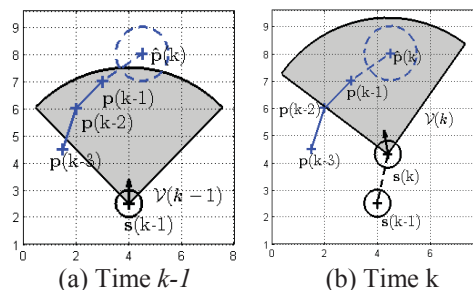 9
8
7
6
5
4
3
2
1
0 2 4 6 8
p̂(k)
p(k-1)
p(k-2)
p(k-3)
V(k − 1)
s(k-1)
(a) Time k-1
9
8
7
6
5
4
3
2
1
0 2 4 6
p̂(k)
p(k-1)
p(k-2)
p(k-3)
V(k)
s(k)
s(k-1)
(b) Time k